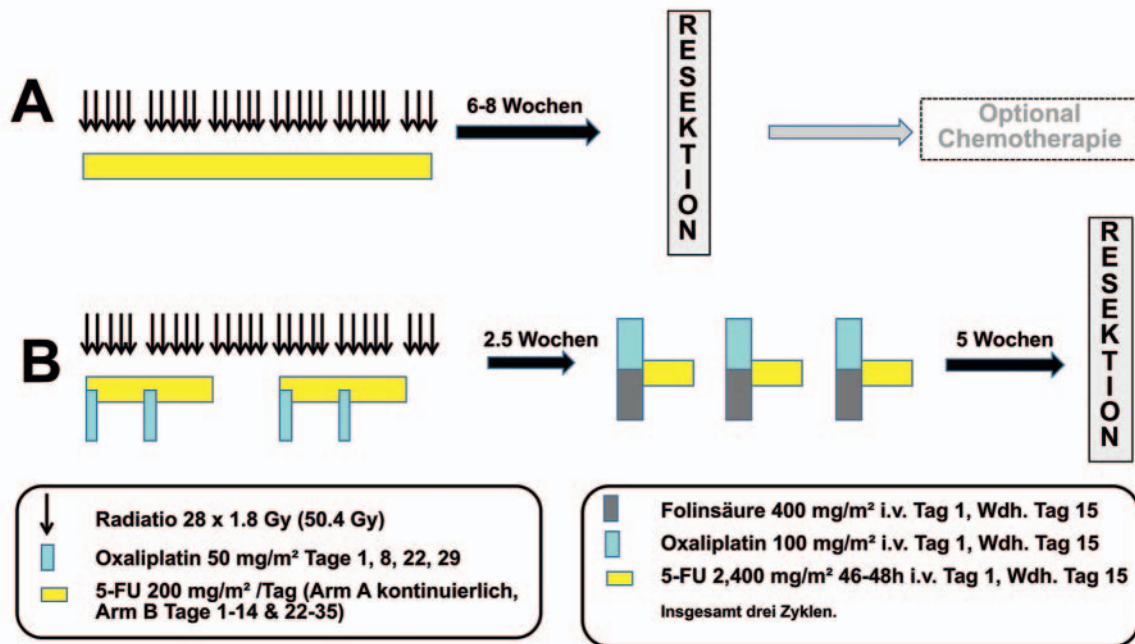 A
6-8 Wochen
RESEKTION
Optional
Chemotherapie
B
2.5 Wochen
5 Wochen
RESEKTION
Radiatio 28 x 1.8 Gy (50.4 Gy)
Oxaliplatin 50 mg/m² Tage 1, 8, 22, 29
5-FU 200 mg/m² /Tag (Arm A kontinuierlich,
Arm B Tage 1-14 & 22-35)
Folinsäure 400 mg/m² i.v. Tag 1, Wdh. Tag 15
Oxaliplatin 100 mg/m² i.v. Tag 1, Wdh. Tag 15
5-FU 2,400 mg/m² 46-48h i.v. Tag 1, Wdh. Tag 15
Insgesamt drei Zyklen.